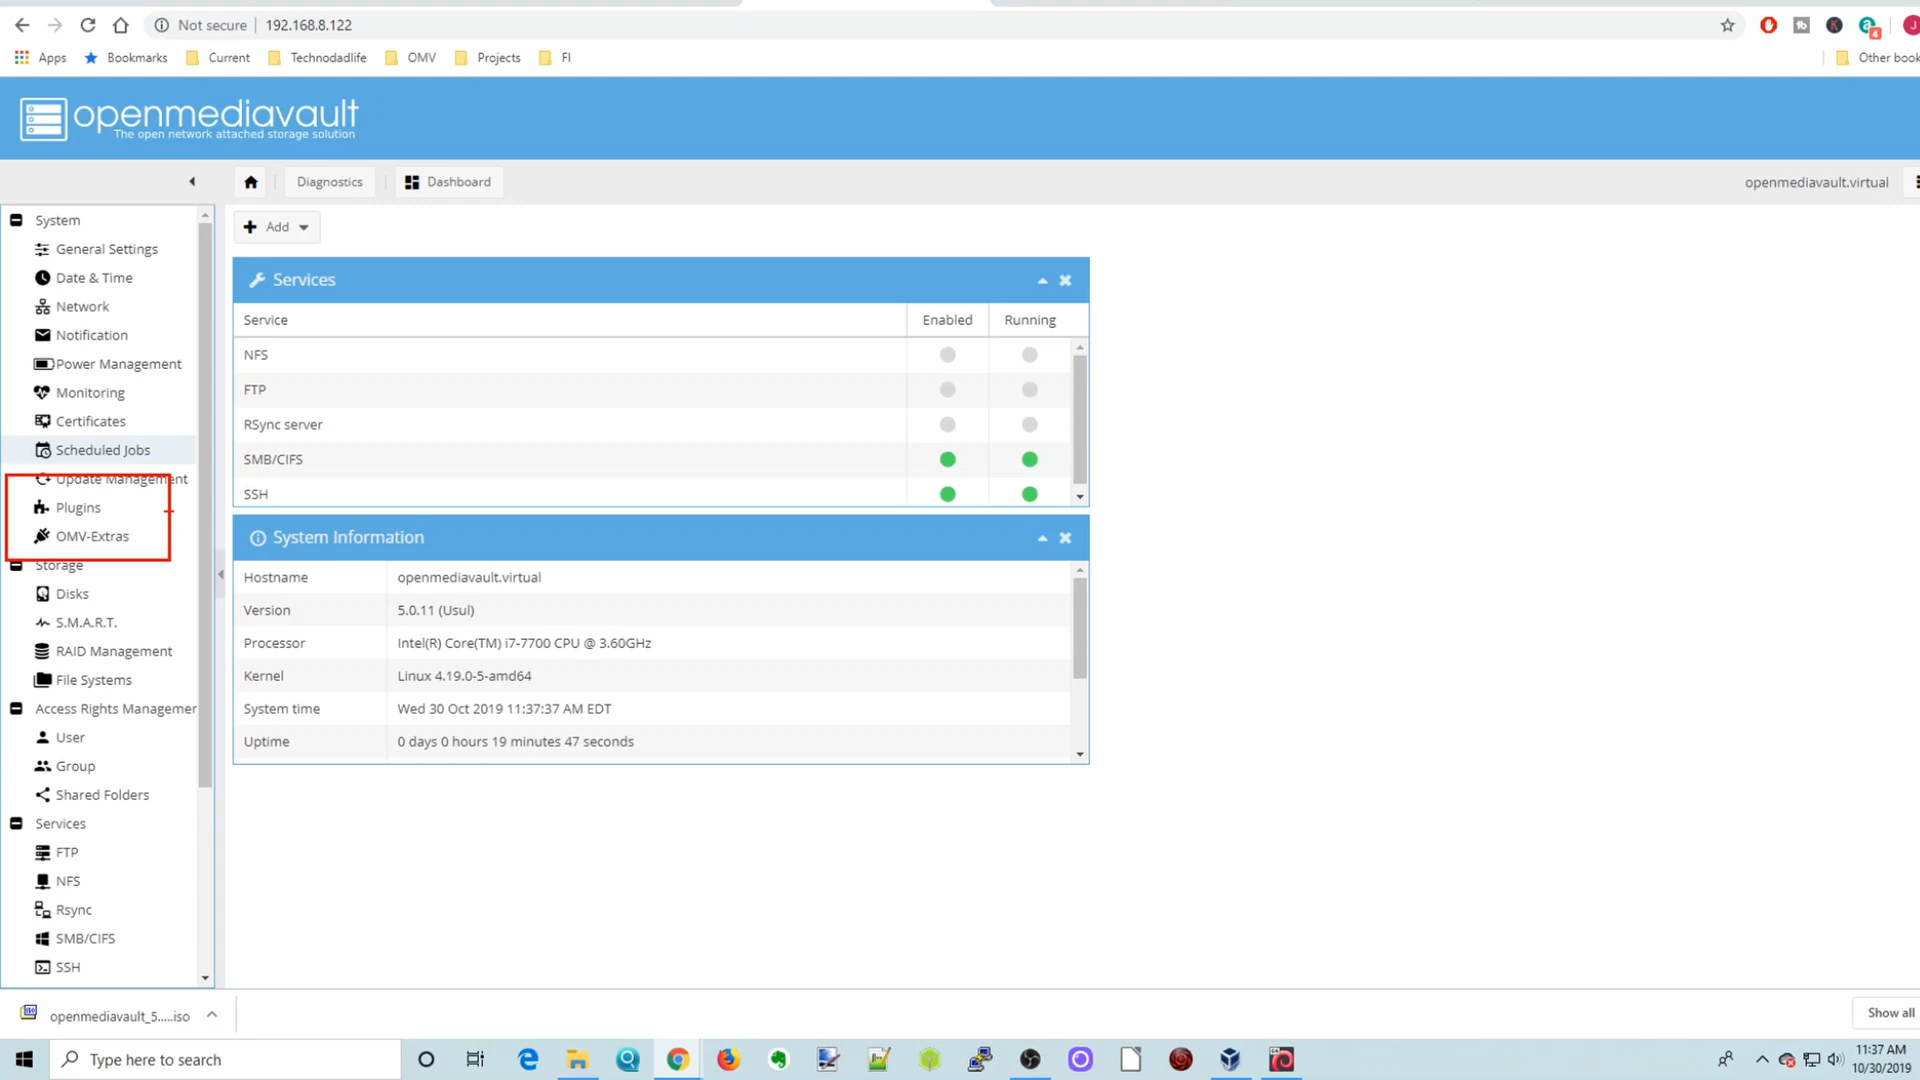 Not secure 192.168.8.122
Apps Bookmarks Current Technodadlife OMV Projects FI Other book
openmediavault
The open network attached storage solution
Diagnostics Dashboard openmediavault.virtual
System
General Settings
Date & Time
Network
Notification
Power Management
Monitoring
Certificates
Scheduled Jobs
Update Management
Plugins
OMV-Extras
Storage
Disks
S.M.A.R.T.
RAID Management
File Systems
Access Rights Managemer
User
Group
Shared Folders
Services
FTP
NFS
Rsync
SMB/CIFS
SSH
Add
Services
Service Enabled Running
NFS
FTP
RSync server
SMB/CIFS
SSH
System Information
Hostname openmediavault.virtual
Version 5.0.11 (Usul)
Processor Intel(R) Core(TM) i7-7700 CPU @ 3.60GHz
Kernel Linux 4.19.0-5-amd64
System time Wed 30 Oct 2019 11:37:37 AM EDT
Uptime 0 days 0 hours 19 minutes 47 seconds
openmediavault_5.....iso Show all
Type here to search
11:37 AM
10/30/2019